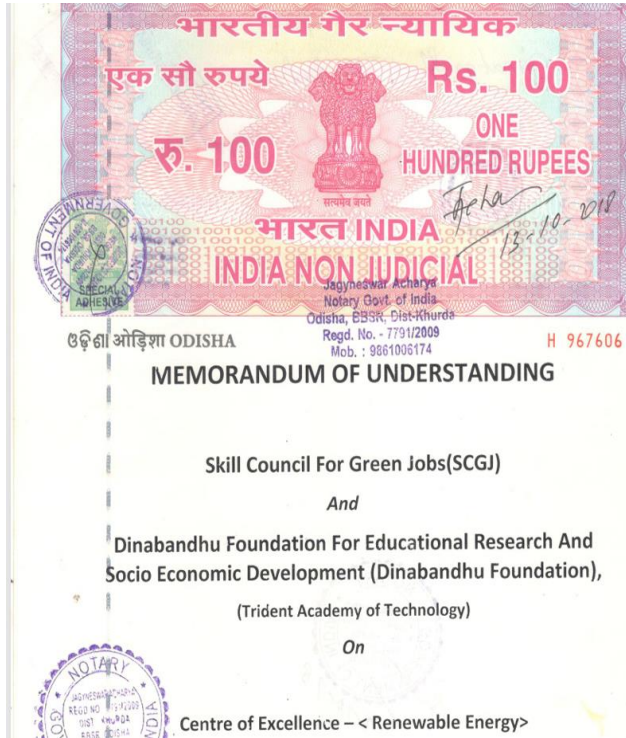 भारतीय गैर न्यायिक
एक सौ रुपये
Rs. 100
रु. 100
ONE
HUNDRED RUPEES
सत्यमेव जयते
13-10-2018
भारत INDIA
INDIA NON JUDICIAL
GOVERNMENT OF INDIA
SPECIAL
ADHESIVE
Jagyneswar Acharya
Notary Govt. of India
Odisha, BBSR, Dist-Khurda
Regd. No. - 7791/2009
Mob. : 9861006174
ଓଡ଼ିଶା ओड़िशा ODISHA
H 967606
MEMORANDUM OF UNDERSTANDING
Skill Council For Green Jobs(SCGJ)
And
Dinabandhu Foundation For Educational Research And
Socio Economic Development (Dinabandhu Foundation),
(Trident Academy of Technology)
On
NOTARY
Centre of Excellence – < Renewable Energy>